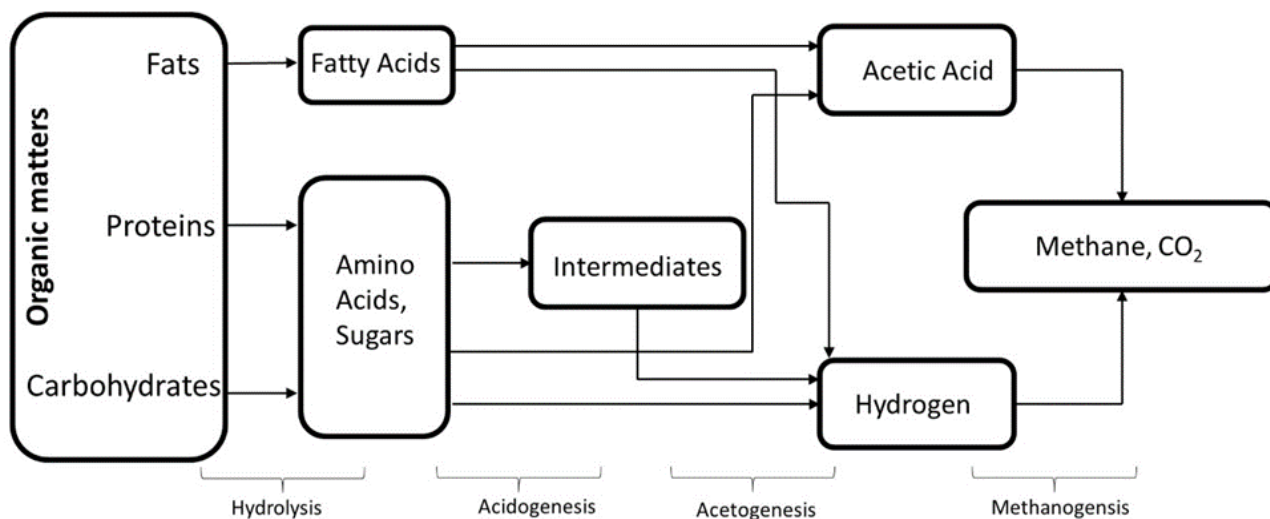 Organic matters
Fats
Proteins
Carbohydrates
Fatty Acids
Amino
Acids,
Sugars
Intermediates
Acetic Acid
Hydrogen
Methane, CO₂
Hydrolysis
Acidogenesis
Acetogenesis
Methanogensis